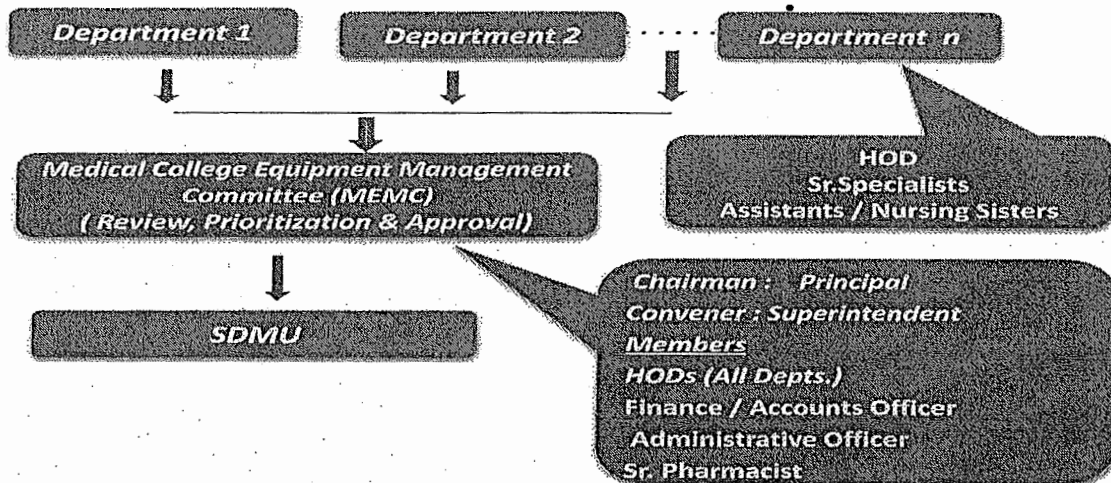 Department 1
Department 2
Department n
Medical College Equipment Management
Committee (MEMC)
( Review, Prioritization & Approval)
HOD
Sr.Specialists
Assistants / Nursing Sisters
SDMU
Chairman : Principal
Convener : Superintendent
Members
HODs (All Depts.)
Finance / Accounts Officer
Administrative Officer
Sr. Pharmacist